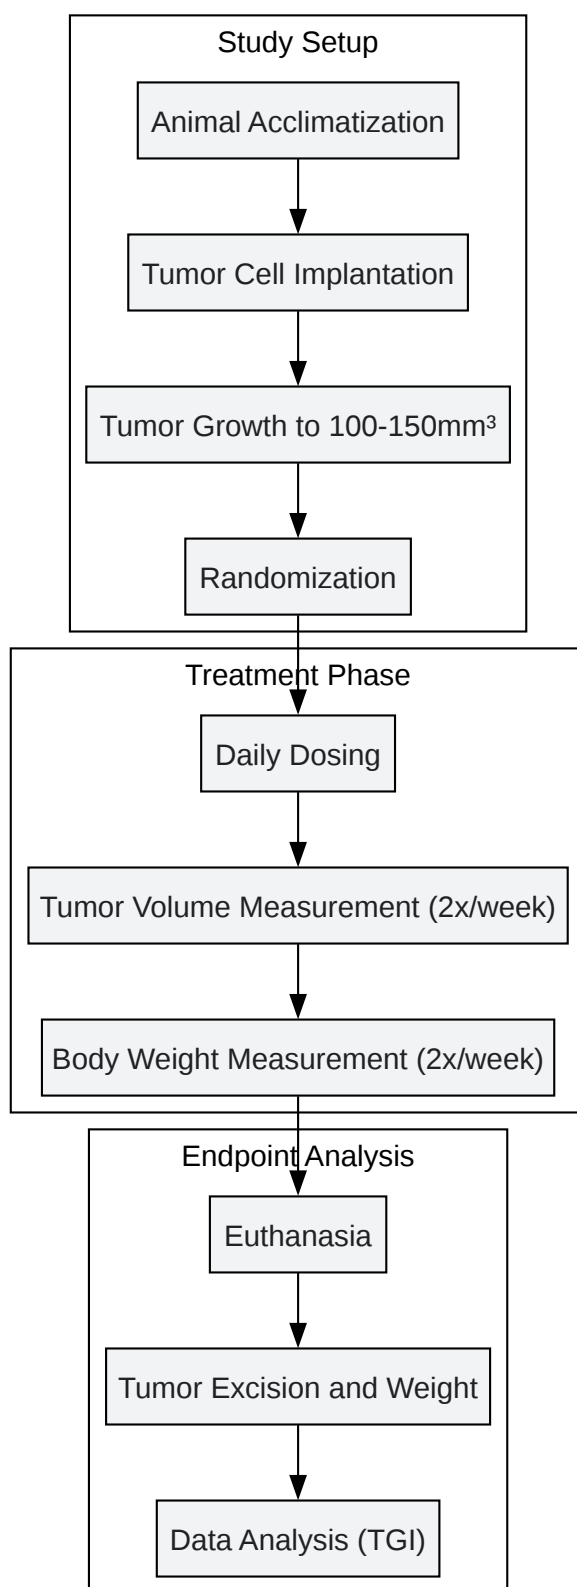 Study Setup
Animal Acclimatization
Tumor Cell Implantation
Tumor Growth to 100-150mm³
Randomization
Treatment Phase
Daily Dosing
Tumor Volume Measurement (2x/week)
Body Weight Measurement (2x/week)
Endpoint Analysis
Euthanasia
Tumor Excision and Weight
Data Analysis (TGI)